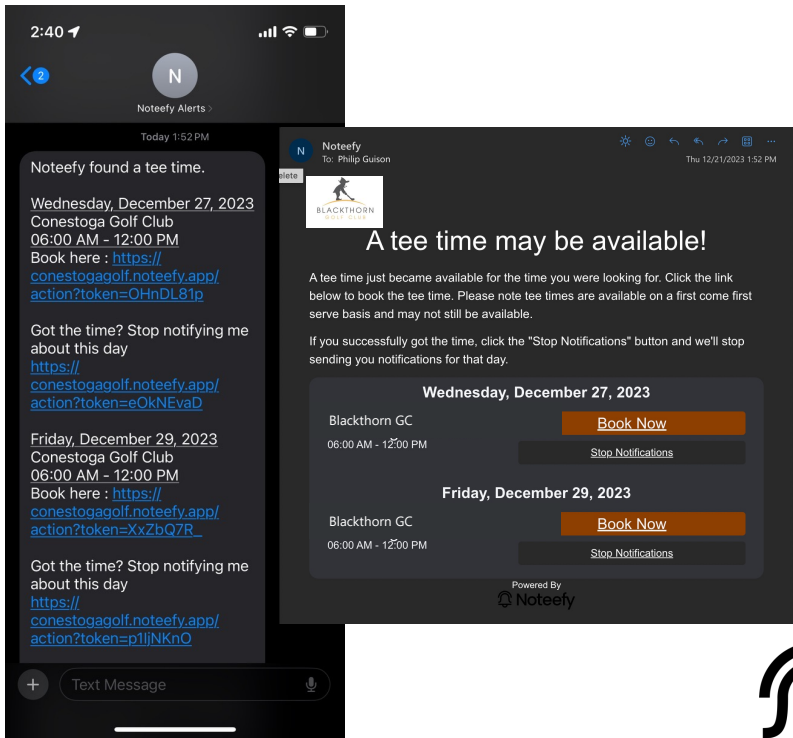 2:40
2
N
Noteefy Alerts >
Today 1:52 PM
Noteefy found a tee time.
Wednesday, December 27, 2023
Conestoga Golf Club
06:00 AM - 12:00 PM
Book here : https://
conestogagolf.noteefy.app/
action?token=OHnDL81p
Got the time? Stop notifying me
about this day
https://
conestogagolf.noteefy.app/
action?token=eOkNEvaD
Friday, December 29, 2023
Conestoga Golf Club
06:00 AM - 12:00 PM
Book here : https://
conestogagolf.noteefy.app/
action?token=XxZbQ7R_
Got the time? Stop notifying me
about this day
https://
conestogagolf.noteefy.app/
action?token=p1IjNKnO
+ Text Message
N
Noteefy
To: Philip Guison
Thu 12/21/2023 1:52 PM
elete
BLACKTHORN
GOLF CLUB
A tee time may be available!
A tee time just became available for the time you were looking for. Click the link
below to book the tee time. Please note tee times are available on a first come first
serve basis and may not still be available.
If you successfully got the time, click the "Stop Notifications" button and we'll stop
sending you notifications for that day.
Wednesday, December 27, 2023
Blackthorn GC
Book Now
06:00 AM - 12:00 PM
Stop Notifications
Friday, December 29, 2023
Blackthorn GC
Book Now
06:00 AM - 12:00 PM
Stop Notifications
Powered By
Noteefy